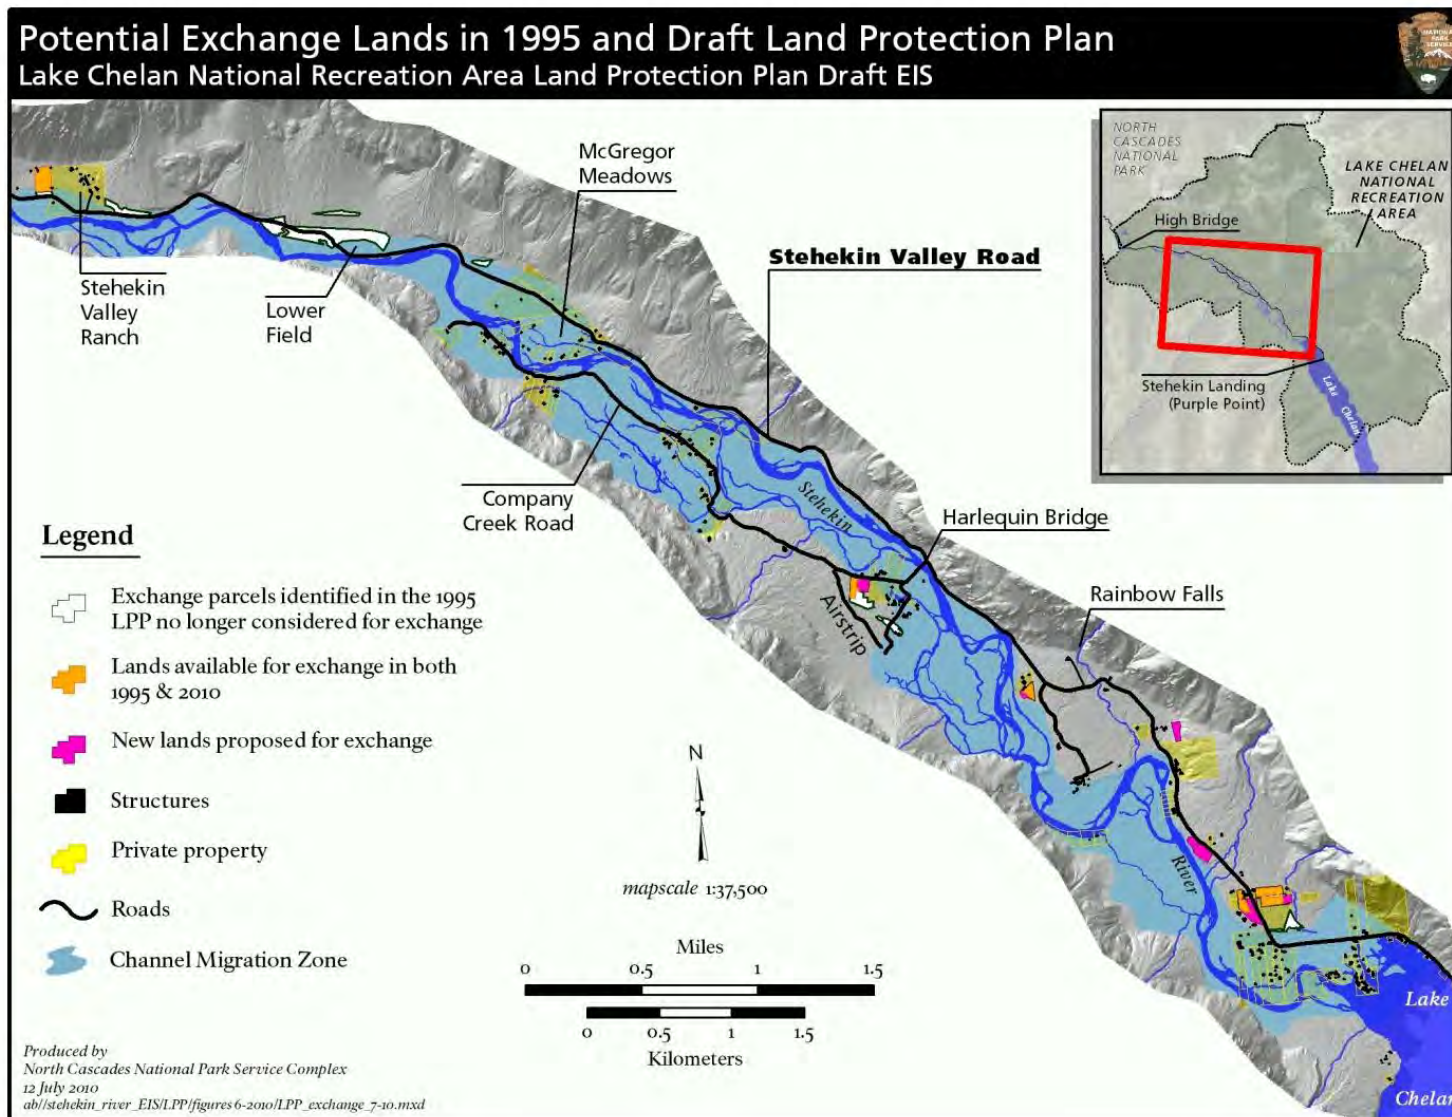 Potential Exchange Lands in 1995 and Draft Land Protection Plan
Lake Chelan National Recreation Area Land Protection Plan Draft EIS
NATIONAL
PARK
SERVICE
NORTH
CASCADES
NATIONAL
PARK
LAKE CHELAN
NATIONAL
RECREATION
AREA
High Bridge
Stehekin Landing
(Purple Point)
Lake Chelan
McGregor
Meadows
Stehekin Valley Road
Stehekin
Valley
Ranch
Lower
Field
Company
Creek Road
Stehekin
Harlequin Bridge
Airstrip
Rainbow Falls
River
Lake
Chelan
Legend
Exchange parcels identified in the 1995
LPP no longer considered for exchange
Lands available for exchange in both
1995 & 2010
New lands proposed for exchange
Structures
Private property
Roads
Channel Migration Zone
N
mapscale 1:37,500
Miles
0 0.5 1 1.5
0 0.5 1 1.5
Kilometers
Produced by
North Cascades National Park Service Complex
12 July 2010
ab//stehekin_river_EIS/LPP/figures6-2010/LPP_exchange_7-10.mxd